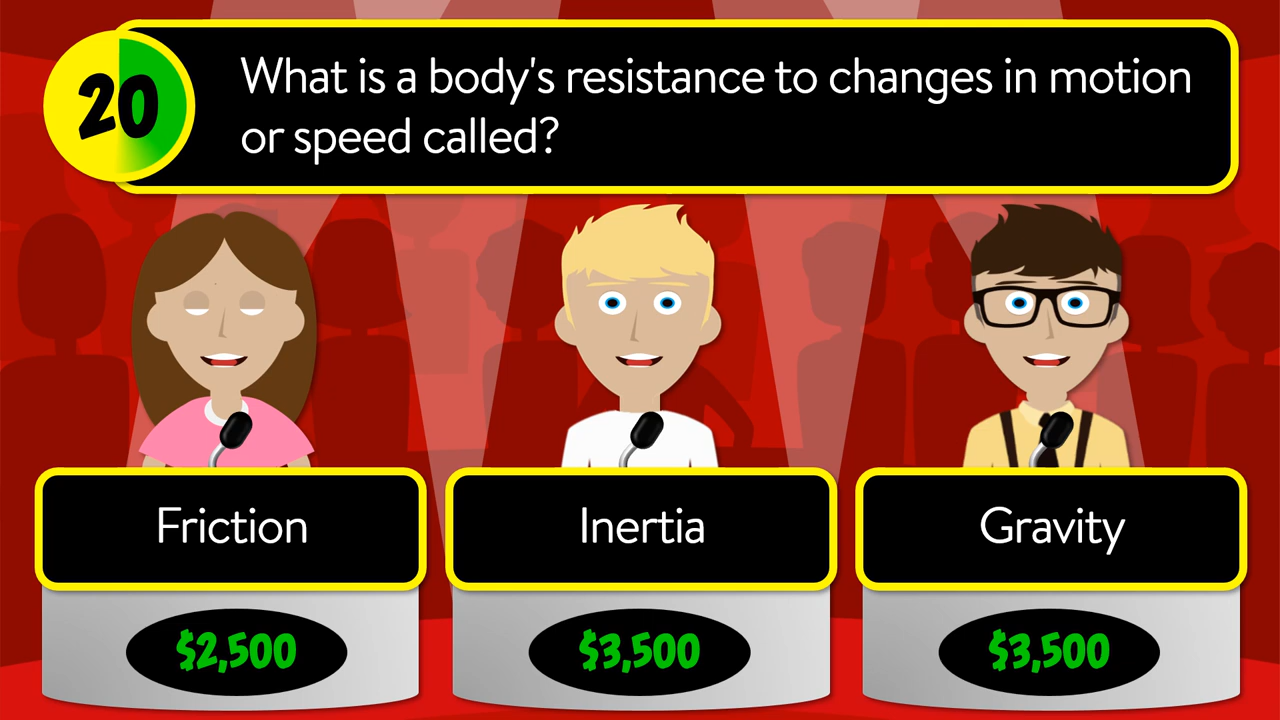 20
What is a body's resistance to changes in motion
or speed called?
Friction
Inertia
Gravity
$2,500
$3,500
$3,500